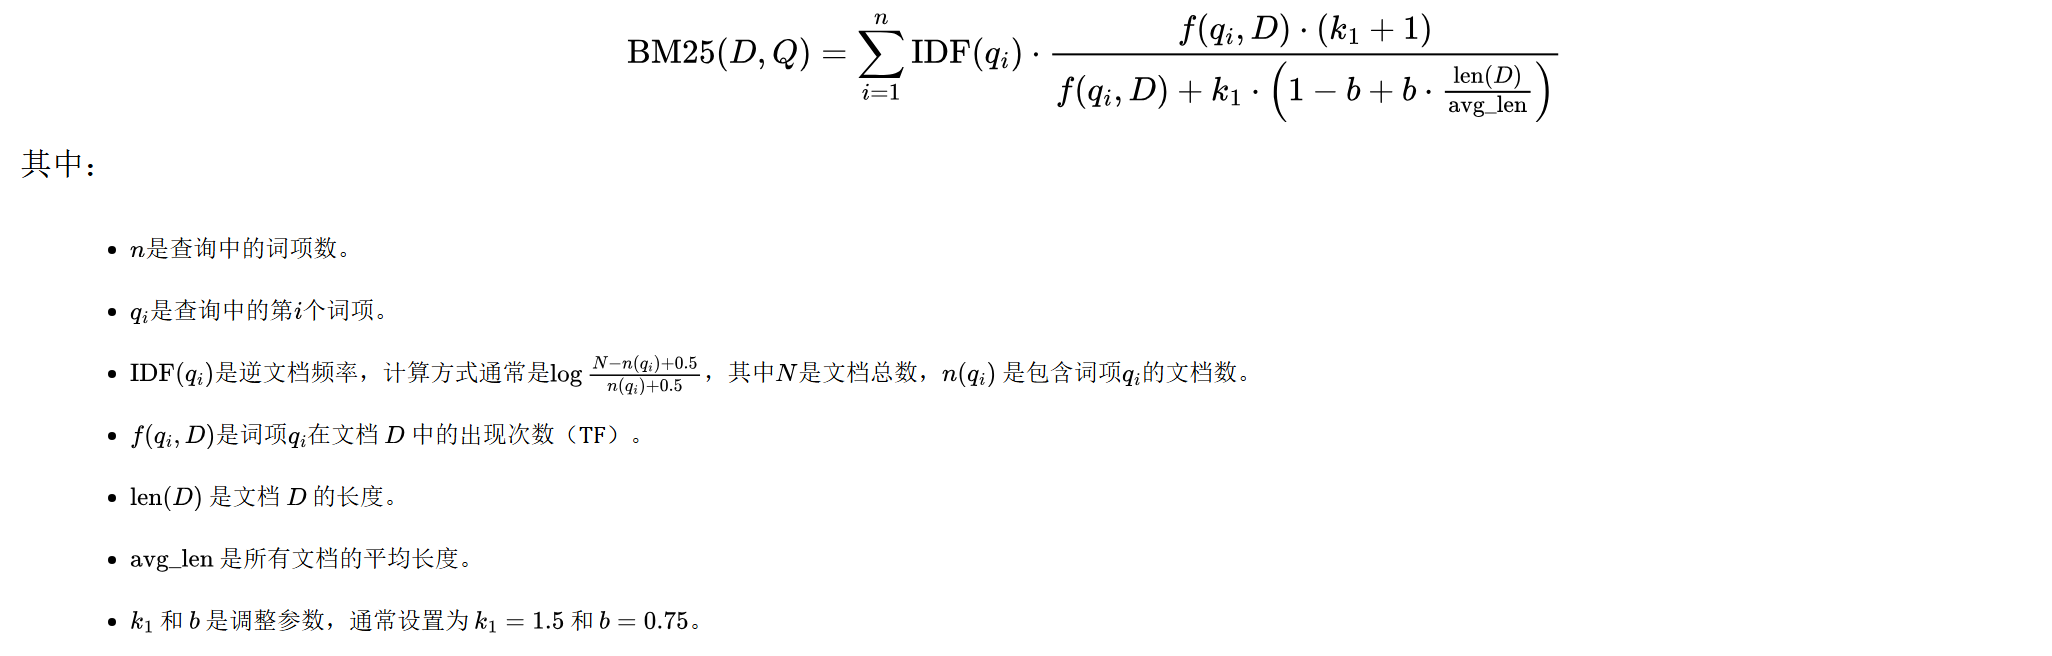 $$\mathrm{BM25}(D, Q) = \sum_{i=1}^{n} \mathrm{IDF}(q_i) \cdot \frac{f(q_i, D) \cdot (k_1 + 1)}{f(q_i, D) + k_1 \cdot \left(1 - b + b \cdot \frac{\mathrm{len}(D)}{\mathrm{avg\_len}}\right)}$$
其中：
• $n$是查询中的词项数。
• $q_i$是查询中的第$i$个词项。
• $\mathrm{IDF}(q_i)$是逆文档频率，计算方式通常是$\log \frac{N-n(q_i)+0.5}{n(q_i)+0.5}$，其中$N$是文档总数，$n(q_i)$ 是包含词项$q_i$的文档数。
• $f(q_i, D)$是词项$q_i$在文档 $D$ 中的出现次数（TF）。
• $\mathrm{len}(D)$ 是文档 $D$ 的长度。
• $\mathrm{avg\_len}$ 是所有文档的平均长度。
• $k_1$ 和 $b$ 是调整参数，通常设置为 $k_1 = 1.5$ 和 $b = 0.75$。